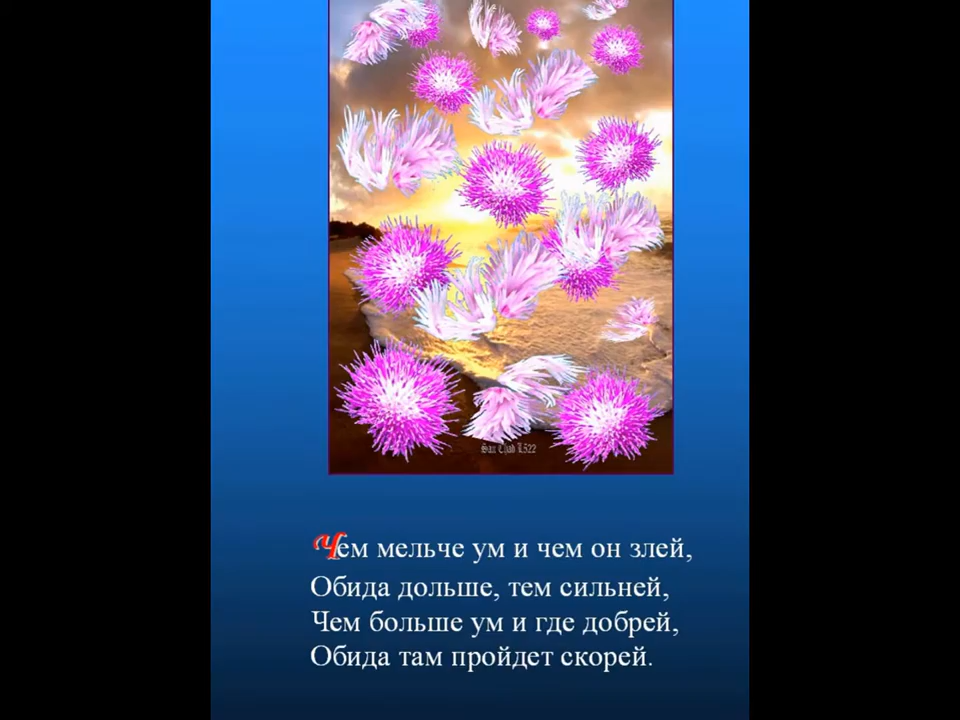 Чем мельче ум и чем он злей,
Обида дольше, тем сильней,
Чем больше ум и где добрей,
Обида там пройдет скорей.